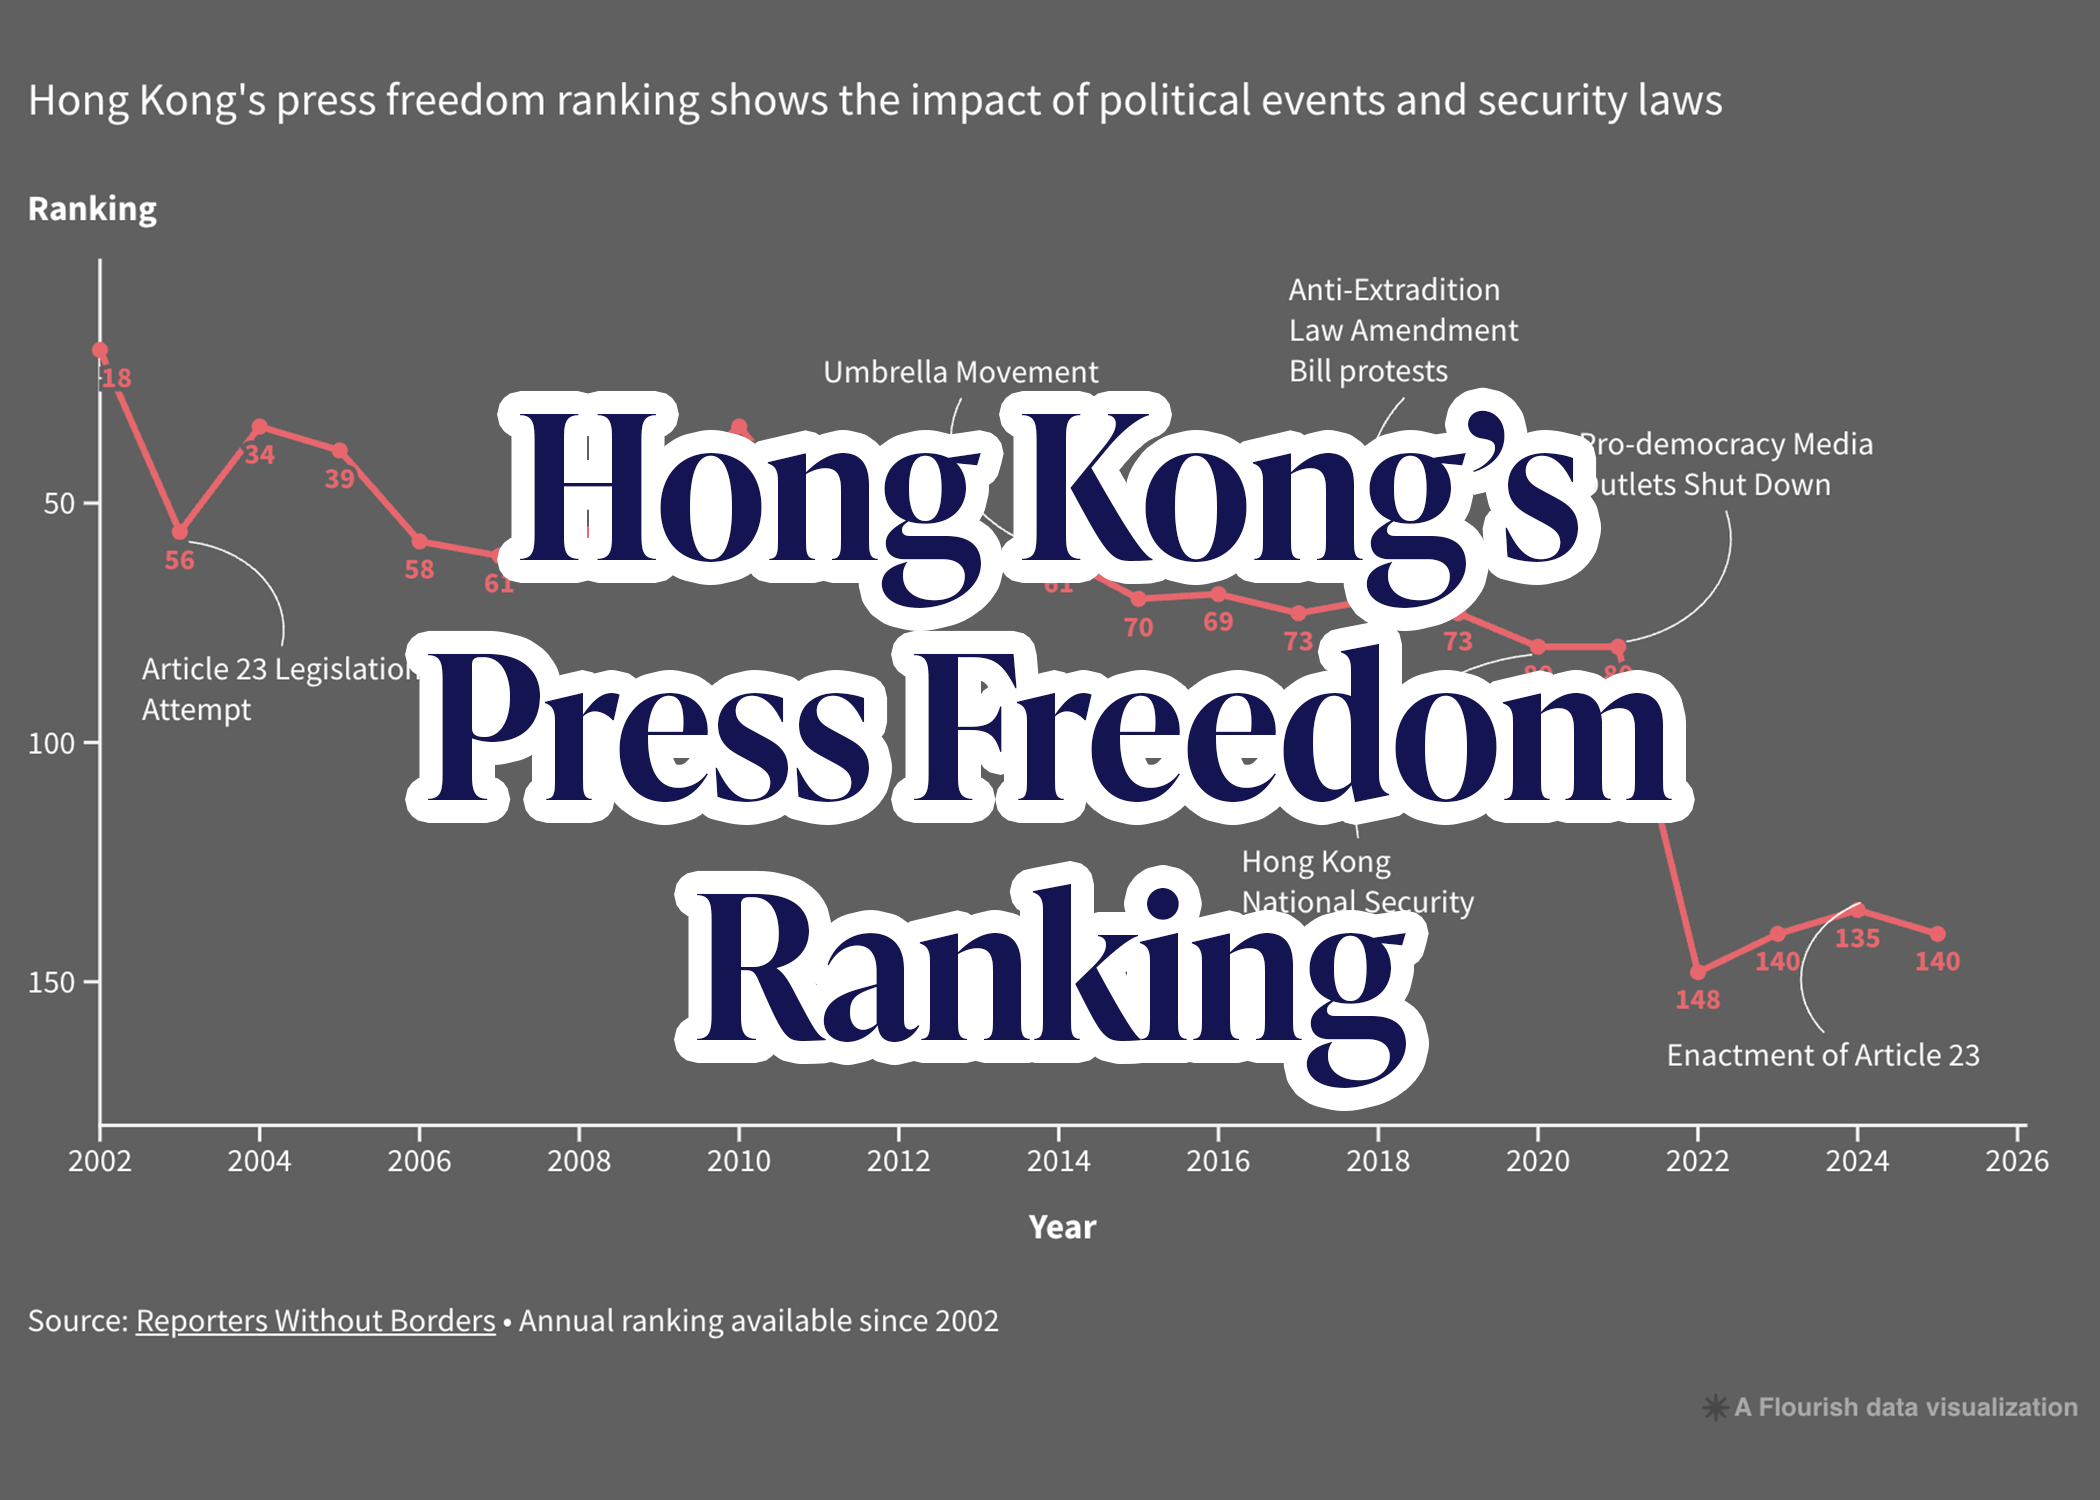 Hong Kong's press freedom ranking shows the impact of political events and security laws
Ranking
Anti-Extradition
Law Amendment
Bill protests
Umbrella Movement
Pro-democracy Media
Outlets Shut Down
Hong Kong’s
Press Freedom
Ranking
18
56
34
39
58
61
61
70
69
73
73
80
80
148
140
135
140
Article 23 Legislation
Attempt
Hong Kong
National Security
Enactment of Article 23
50
100
150
2002 2004 2006 2008 2010 2012 2014 2016 2018 2020 2022 2024 2026
Year
Source: Reporters Without Borders • Annual ranking available since 2002
A Flourish data visualization